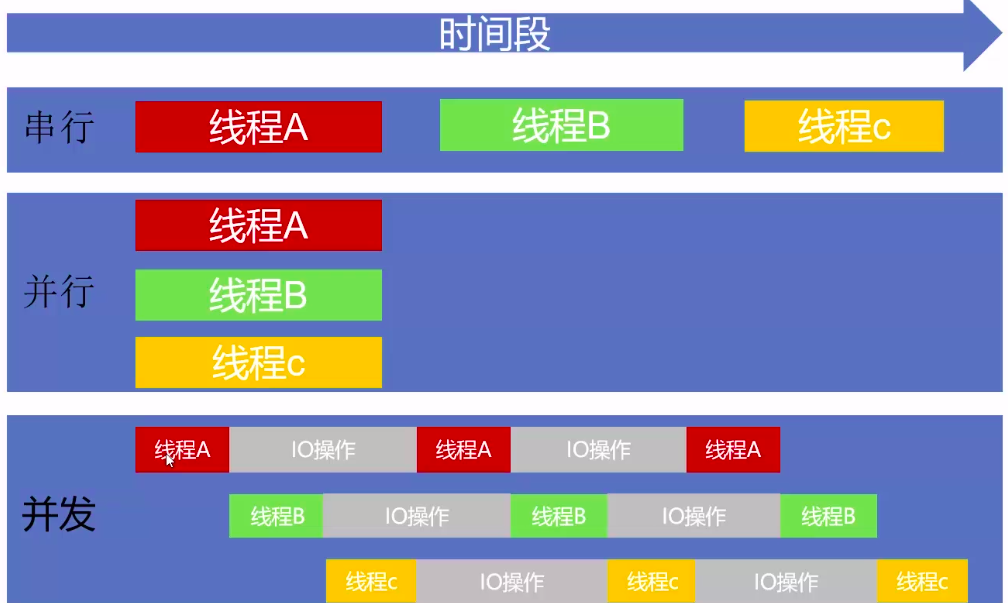 时间段
串行 线程A 线程B 线程c
线程A
并行 线程B
线程c
线程A IO操作 线程A IO操作 线程A
并发 线程B IO操作 线程B IO操作 线程B
线程c IO操作 线程c IO操作 线程c